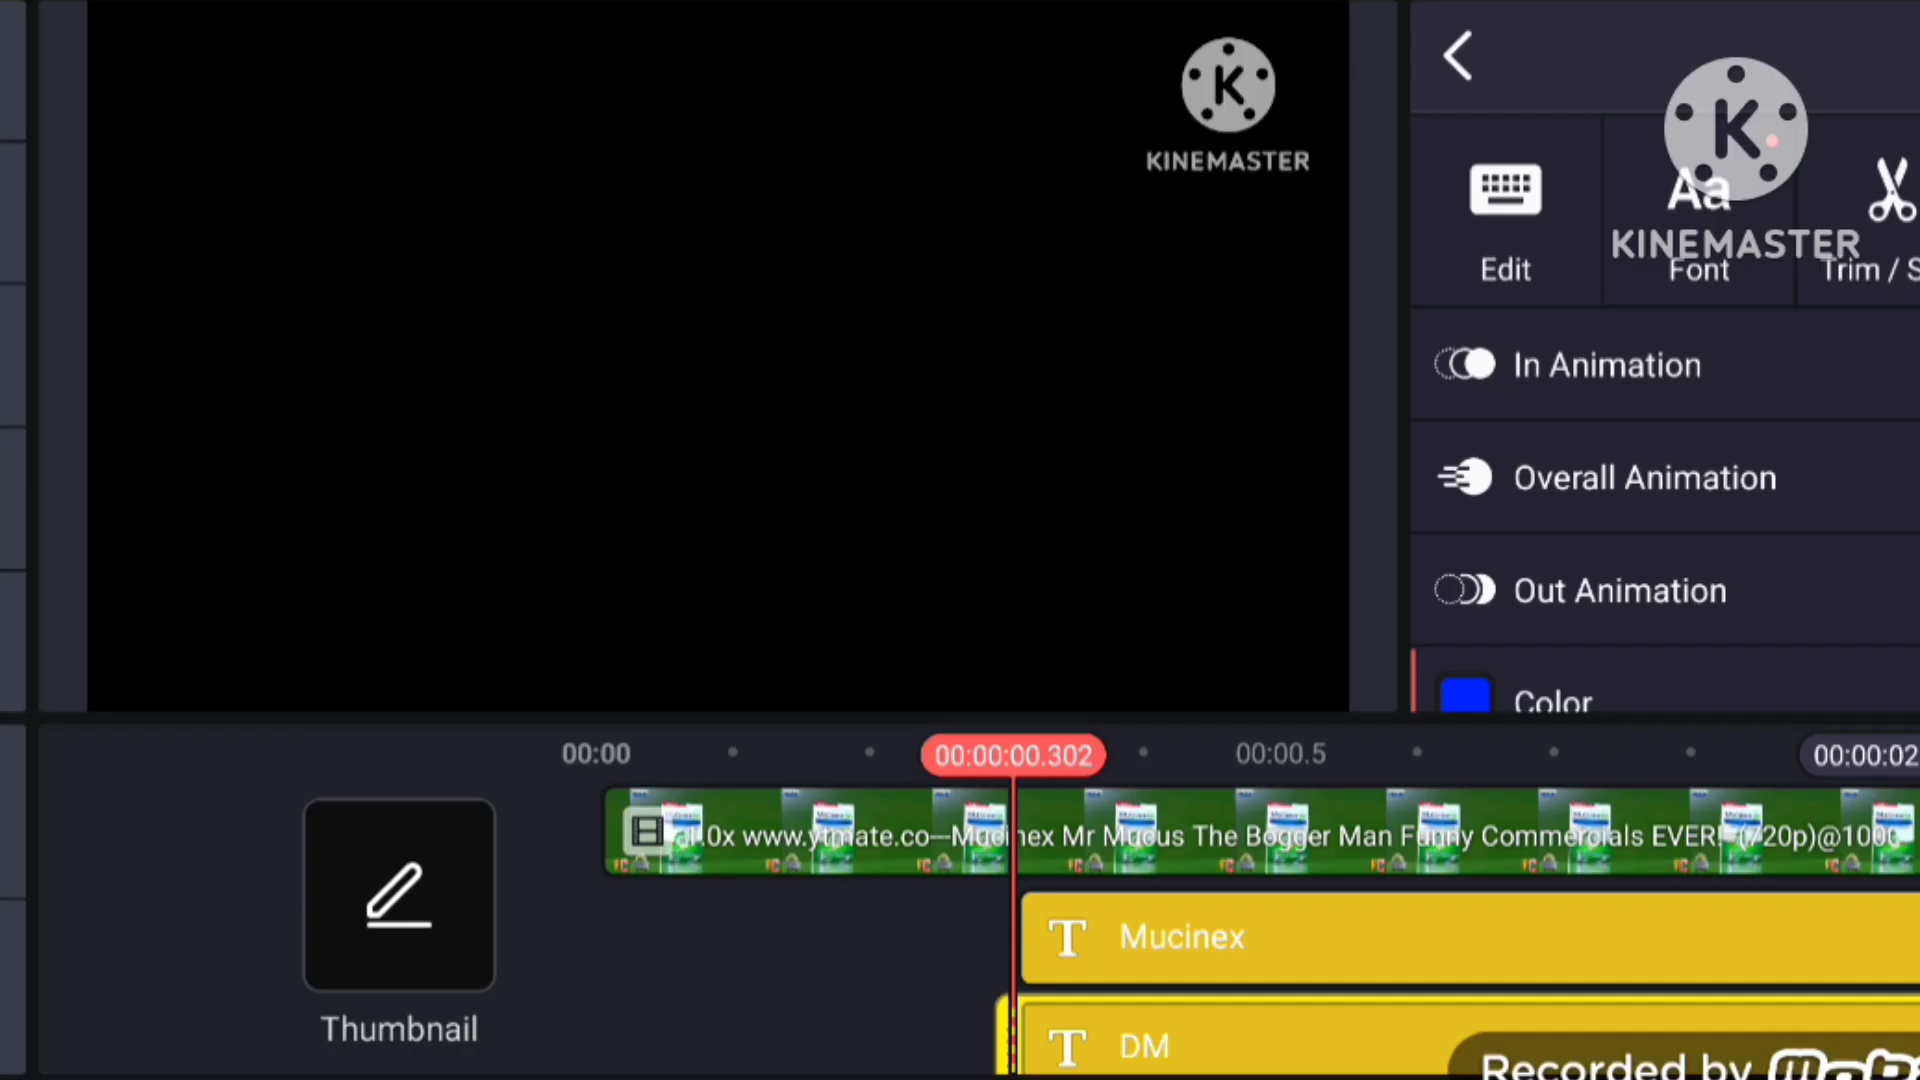 K
KINEMASTER
K
KINEMASTER
Edit
Aa
Font
Trim / S
In Animation
Overall Animation
Out Animation
Color
00:00
00:00:00.302
00:00.5
00:00:02
1.0x www.ytmate.co—Mucinex Mr Mucus The Bogger Man Funny Commercials EVER! (720p)@1000
T Mucinex
T DM
Thumbnail
Recorded by